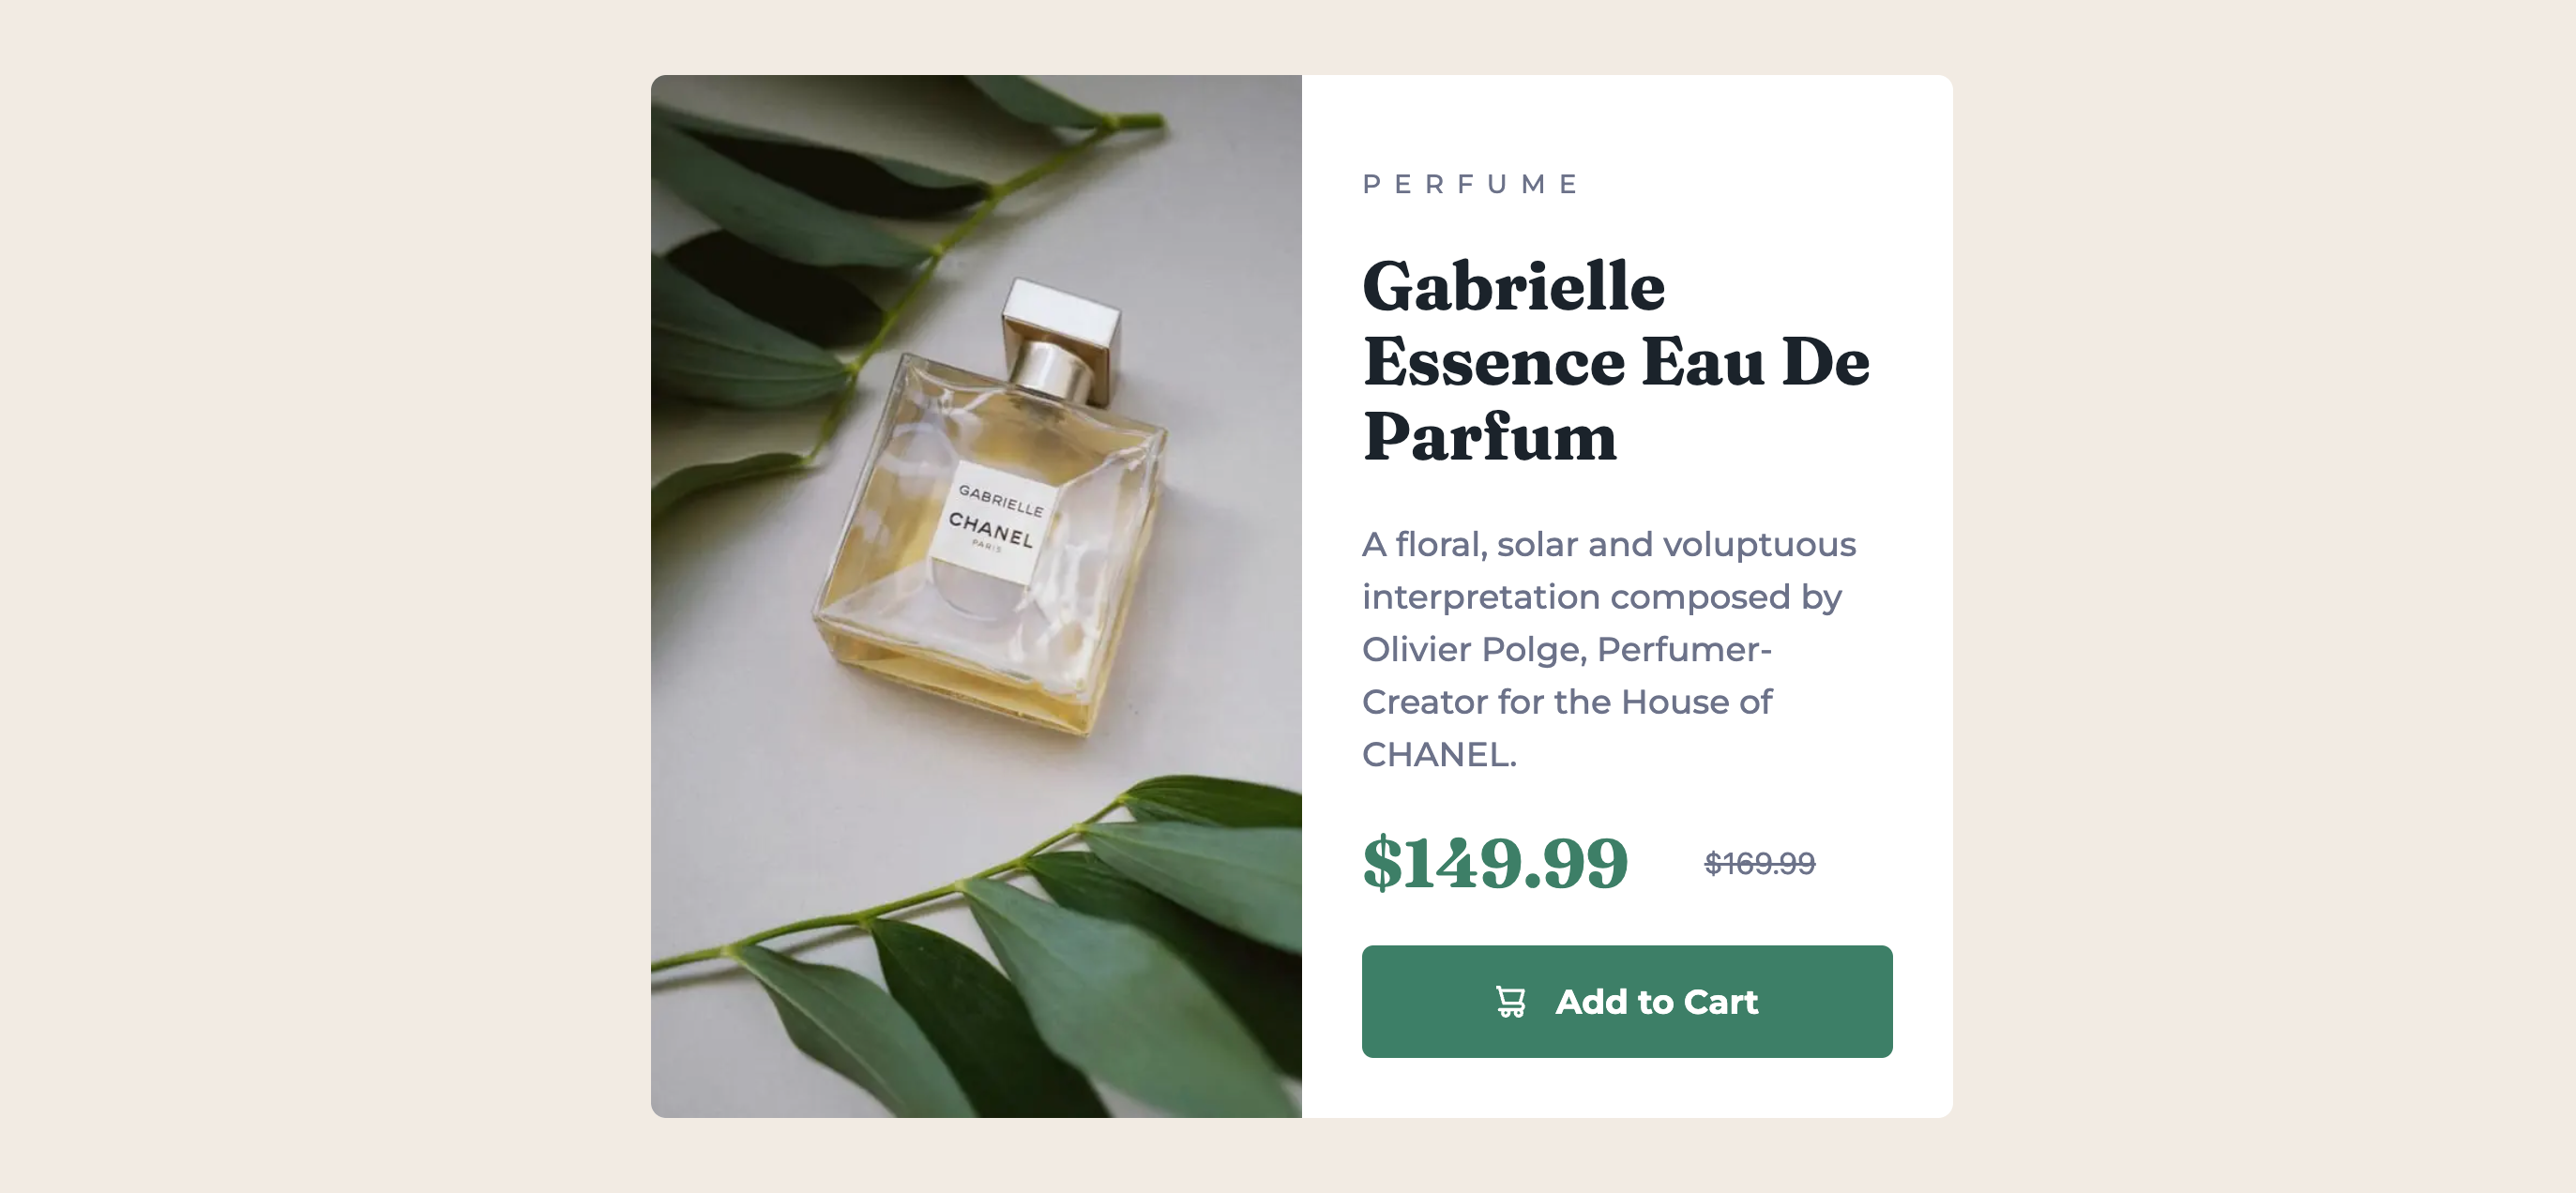 GABRIELLE
CHANEL
PARIS
PERFUME
Gabrielle
Essence Eau De
Parfum
A floral, solar and voluptuous
interpretation composed by
Olivier Polge, Perfumer-
Creator for the House of
CHANEL.
$149.99 $169.99
Add to Cart